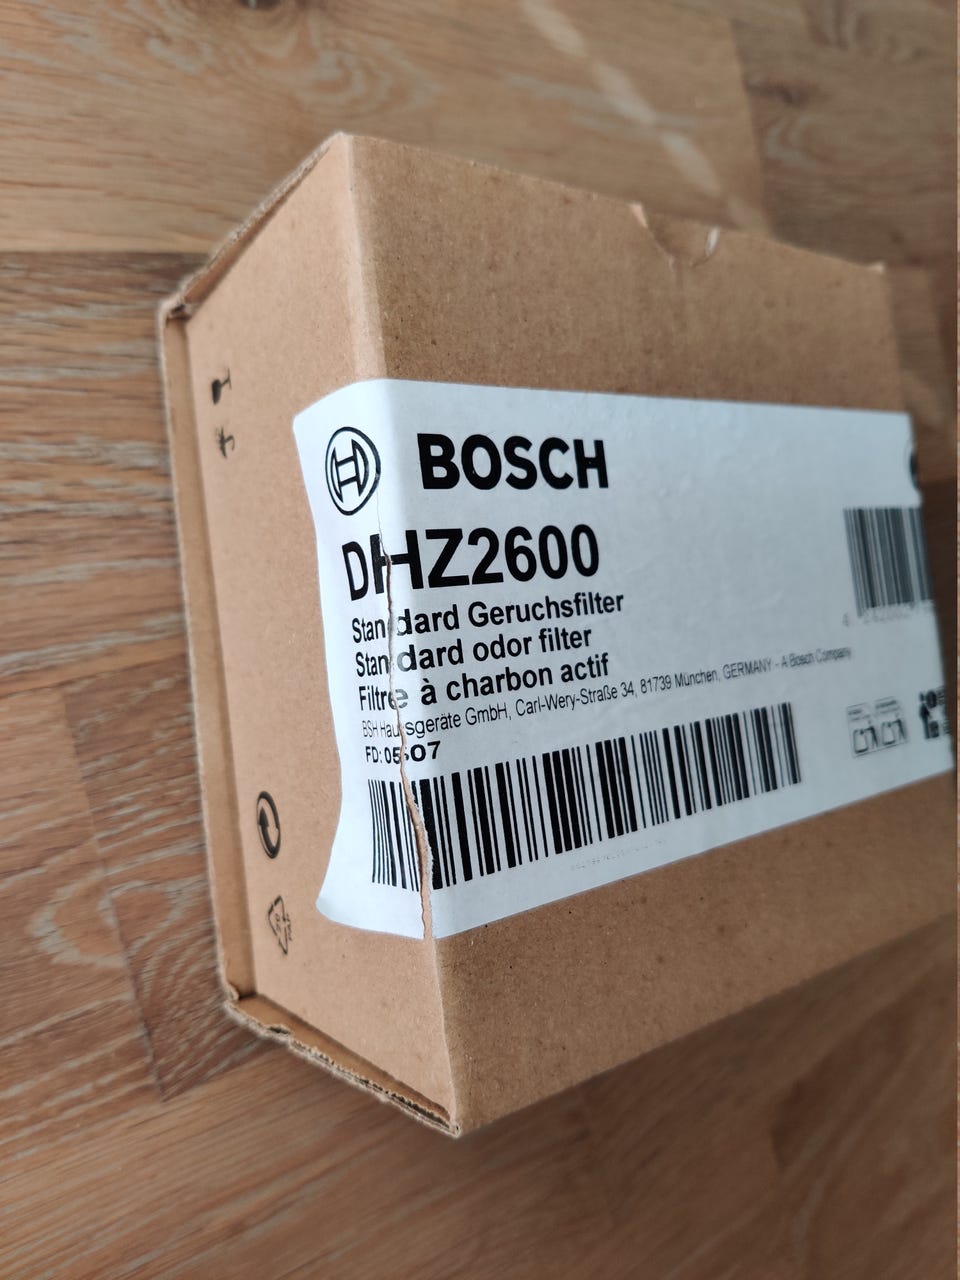 BOSCH
DHZ2600
Standard Geruchsfilter
Standard odor filter
Filtre à charbon actif
BSH Hausgeräte GmbH, Carl-Wery-Straße 34, 81739 München, GERMANY - A Bosch Company
FD: